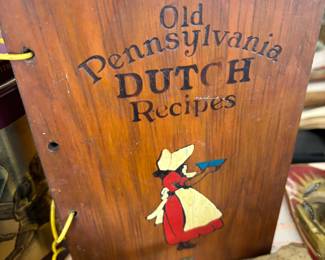 Old
Pennsylvania
DUTCH
Recipes